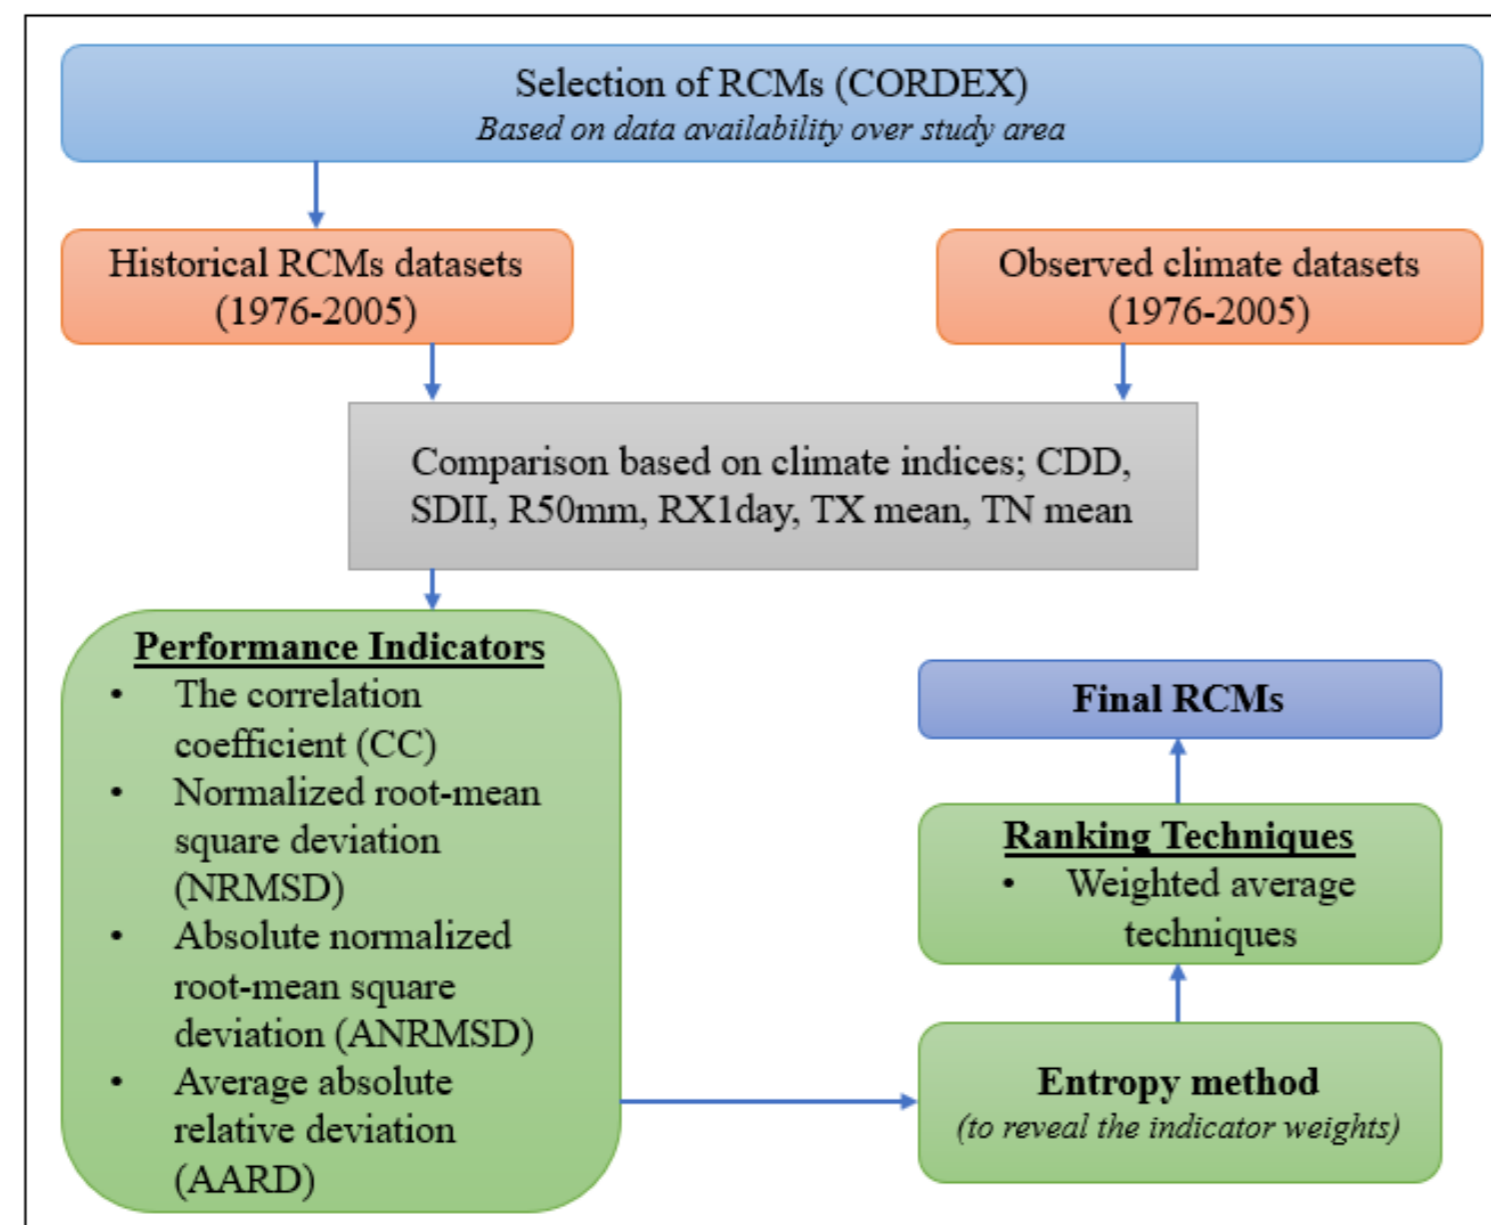 Selection of RCMs (CORDEX)
Based on data availability over study area
Historical RCMs datasets
(1976-2005)
Observed climate datasets
(1976-2005)
Comparison based on climate indices; CDD,
SDII, R50mm, RX1day, TX mean, TN mean
Performance Indicators
• The correlation
coefficient (CC)
• Normalized root-mean
square deviation
(NRMSD)
• Absolute normalized
root-mean square
deviation (ANRMSD)
• Average absolute
relative deviation
(AARD)
Final RCMs
Ranking Techniques
• Weighted average
techniques
Entropy method
(to reveal the indicator weights)